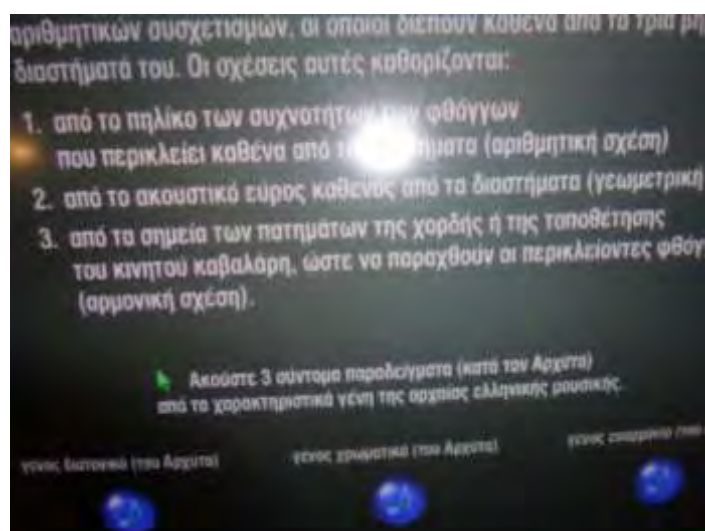 αριθμητικών συσχετισμών, οι οποίοι διέπουν καθένα από τα τρία
διαστήματά του. Οι σχέσεις αυτές καθορίζονται:
1. από το πηλίκο των συχνοτήτων των φθόγγων
που περικλείει καθένα από (αριθμητική σχέση)
2. από το ακουστικό εύρος καθενός από τα διαστήματα (γεωμετρική
3. από τα σημεία των πατημάτων της χορδής ή της τοποθέτησης
του κινητού καβαλάρη, ώστε να παραχθούν οι περικλείοντες
(αρμονική σχέση).
Ακούστε 3 σύντομα παραδείγματα (κατά τον Αρχύτα)
από τα χαρακτηριστικά γένη της αρχαίας ελληνικής μουσικής.
γένος διατονικό (του Αρχύτα)
γένος χρωματικό (του Αρχύτα)
γένος εναρμόνιο